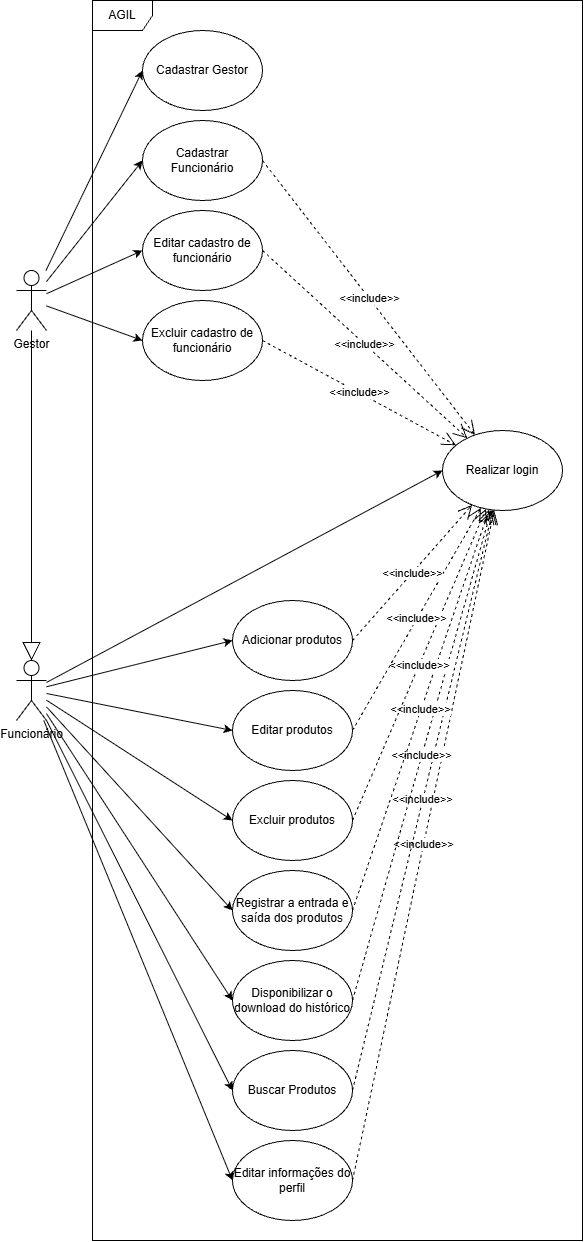 AGIL
Cadastrar Gestor
Cadastrar
Funcionário
Editar cadastro de
funcionário
<<include>>
Gestor
Excluir cadastro de
funcionário
<<include>>
<<include>>
Realizar login
<<include>>
Adicionar produtos
<<include>>
<<include>>
Funcionário
Editar produtos
<<include>>
<<include>>
Excluir produtos
<<include>>
<<include>>
Registrar a entrada e
saída dos produtos
Disponibilizar o
download do histórico
Buscar Produtos
Editar informações do
perfil